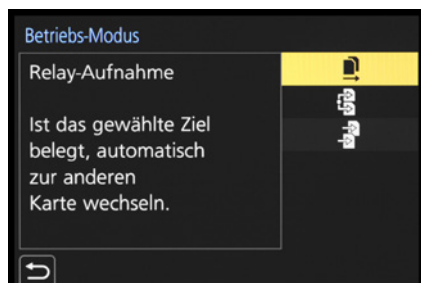 Betriebs-Modus
Relay-Aufnahme
Ist das gewählte Ziel
belegt, automatisch
zur anderen
Karte wechseln.